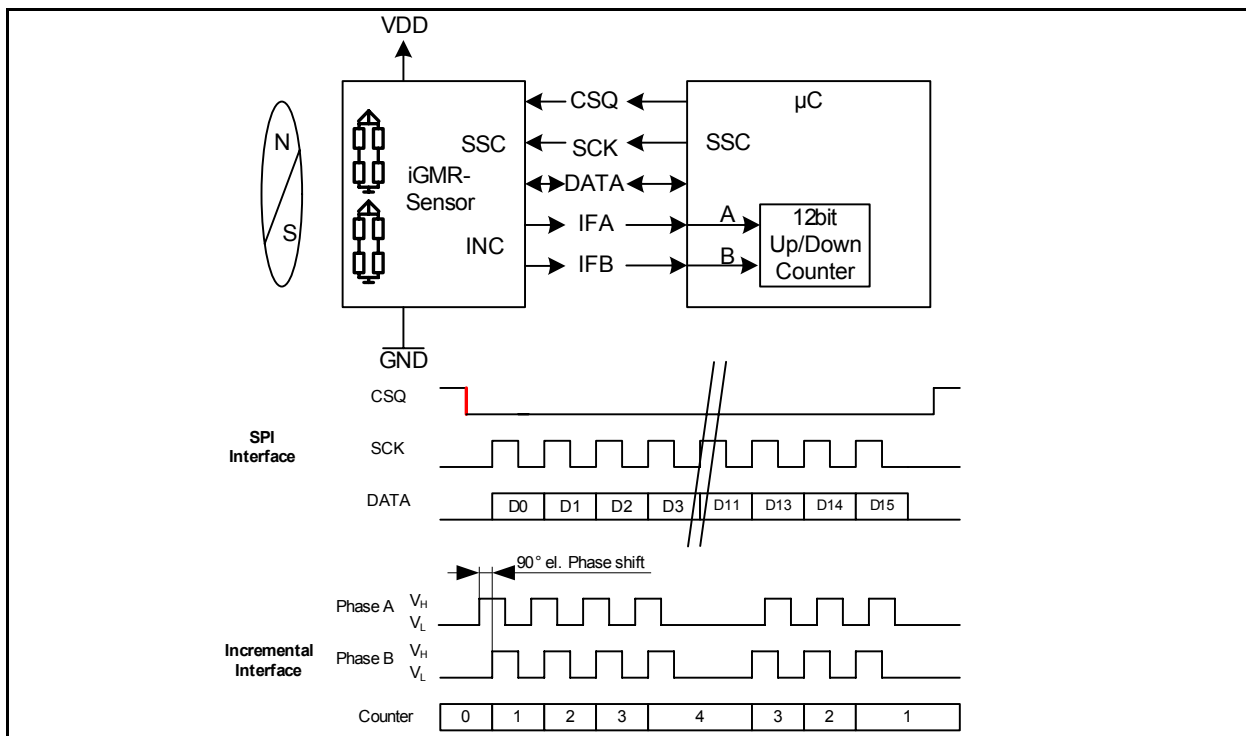 VDD
CSQ
µC
N
SSC
SCK
SSC
iGMR-
Sensor
DATA
S
IFA
A
12bit
Up/Down
Counter
INC
IFB
B
GND
CSQ
SPI
Interface
SCK
DATA
D0 D1 D2 D3 D11 D13 D14 D15
90° el. Phase shift
Phase A
VH
VL
Incremental
Interface
Phase B
VH
VL
Counter
0 1 2 3 4 3 2 1